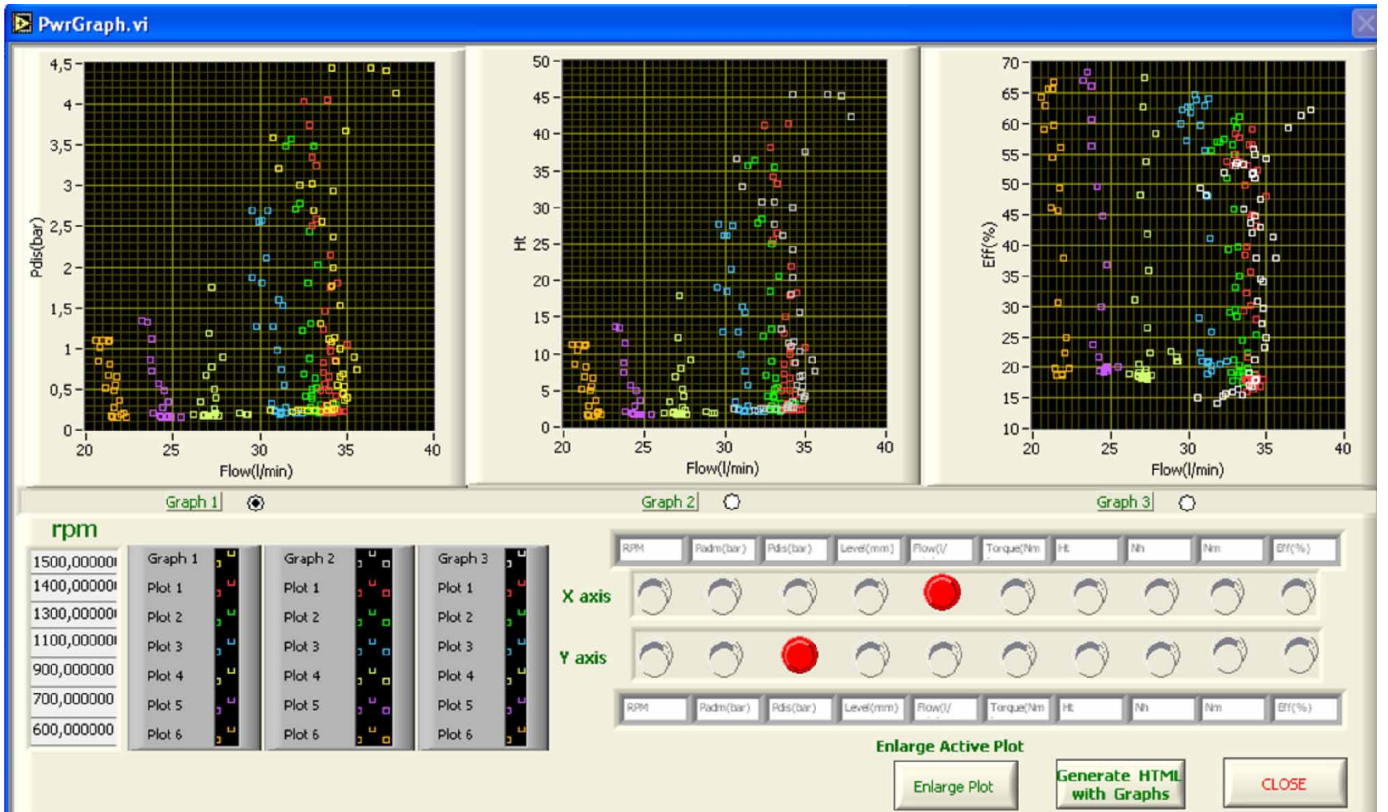 PwrGraph.vi
4,5
4
3,5
3
2,5
2
1,5
1
0,5
0
Pdis(bar)
20 25 30 35 40
Flow(l/min)
50
45
40
35
30
25
20
15
10
5
0
Ht
20 25 30 35 40
Flow(l/min)
70
65
60
55
50
45
40
35
30
25
20
15
10
Eff(%)
20 25 30 35 40
Flow(l/min)
Graph 1 Graph 2 Graph 3
rpm
1500,000000
1400,000000
1300,000000
1100,000000
900,000000
700,000000
600,000000
Graph 1
Plot 1
Plot 2
Plot 3
Plot 4
Plot 5
Plot 6
Graph 2
Plot 1
Plot 2
Plot 3
Plot 4
Plot 5
Plot 6
Graph 3
Plot 1
Plot 2
Plot 3
Plot 4
Plot 5
Plot 6
RPM Padm(bar) Pdis(bar) Level(mm) Flow(l/ Torque(Nm Ht Nh Nm Eff(%)
X axis
Y axis
RPM Padm(bar) Pdis(bar) Level(mm) Flow(l/ Torque(Nm Ht Nh Nm Eff(%)
Enlarge Active Plot
Enlarge Plot
Generate HTML
with Graphs
CLOSE